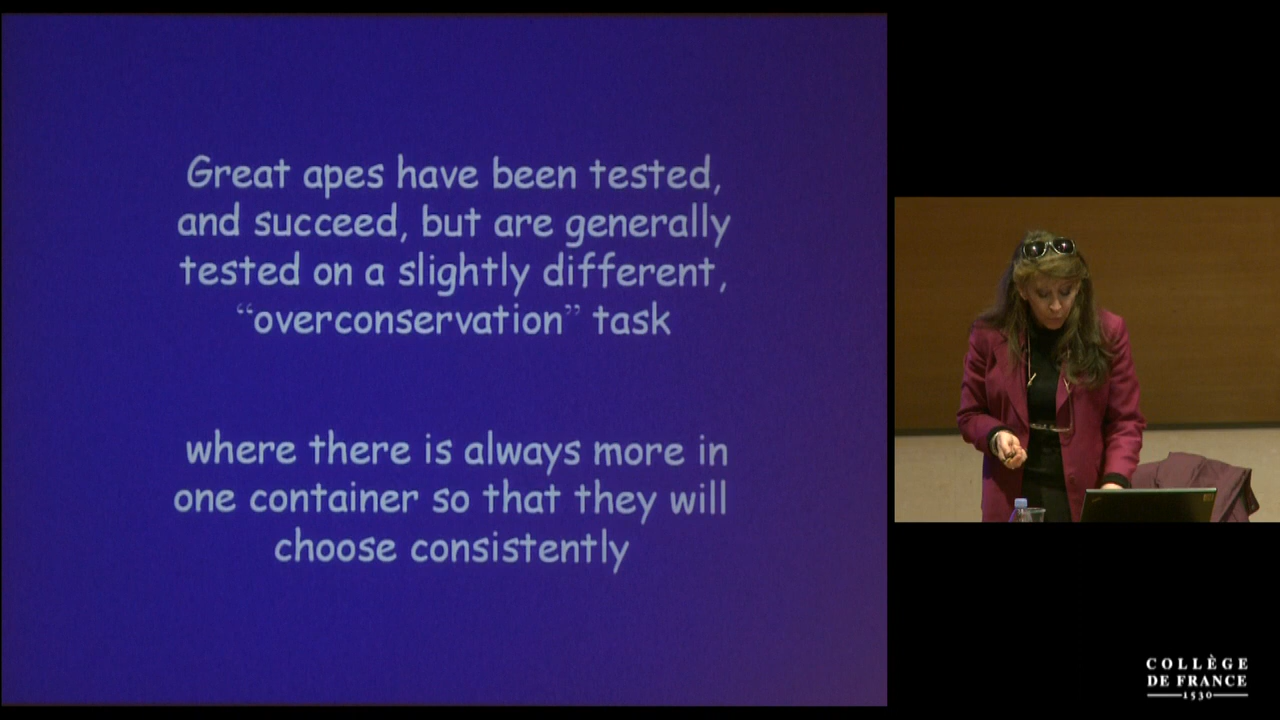 Great apes have been tested,
and succeed, but are generally
tested on a slightly different,
“overconservation” task
where there is always more in
one container so that they will
choose consistently
COLLÈGE
DE FRANCE
1530